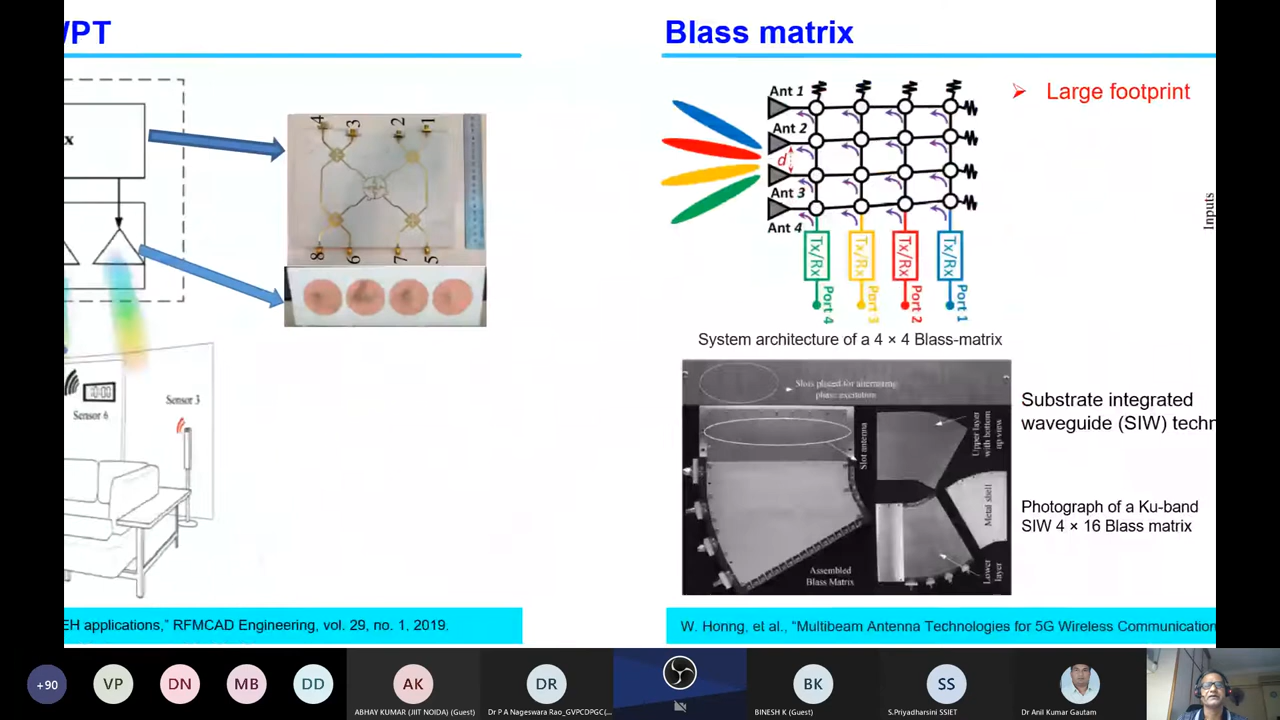 WPT
x
4
3
2
1
8
6
7
5
Sensor 6
Sensor 3
EH applications,” RFMCAD Engineering, vol. 29, no. 1, 2019.
Blass matrix
Ant 1
Ant 2
d
Ant 3
Ant 4
Tx/Rx
Tx/Rx
Tx/Rx
Tx/Rx
Port 4
Port 3
Port 2
Port 1
➢ Large footprint
Inputs
System architecture of a 4 × 4 Blass-matrix
Slots placed for alternating
phase excitation
Slot antenna
Upper layer
with bottom
up view
Metal shell
Assembled
Blass Matrix
Lower
layer
Substrate integrated
waveguide (SIW) techn
Photograph of a Ku-band
SIW 4 × 16 Blass matrix
W. Honng, et al., “Multibeam Antenna Technologies for 5G Wireless Communication
+90
VP
DN
MB
DD
AK
ABHAY KUMAR (JIIT NOIDA) (Guest)
DR
Dr P A Nageswara Rao_GVPCDPGC(...
BK
BINESH K (Guest)
SS
S.Priyadharsini SSIET
Dr Anil Kumar Gautam